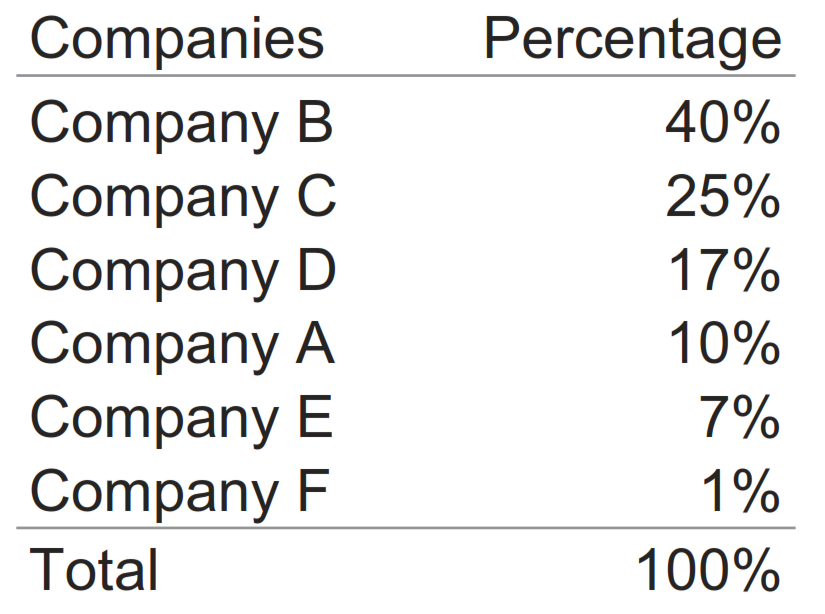 Companies Percentage
Company B 40%
Company C 25%
Company D 17%
Company A 10%
Company E 7%
Company F 1%
Total 100%